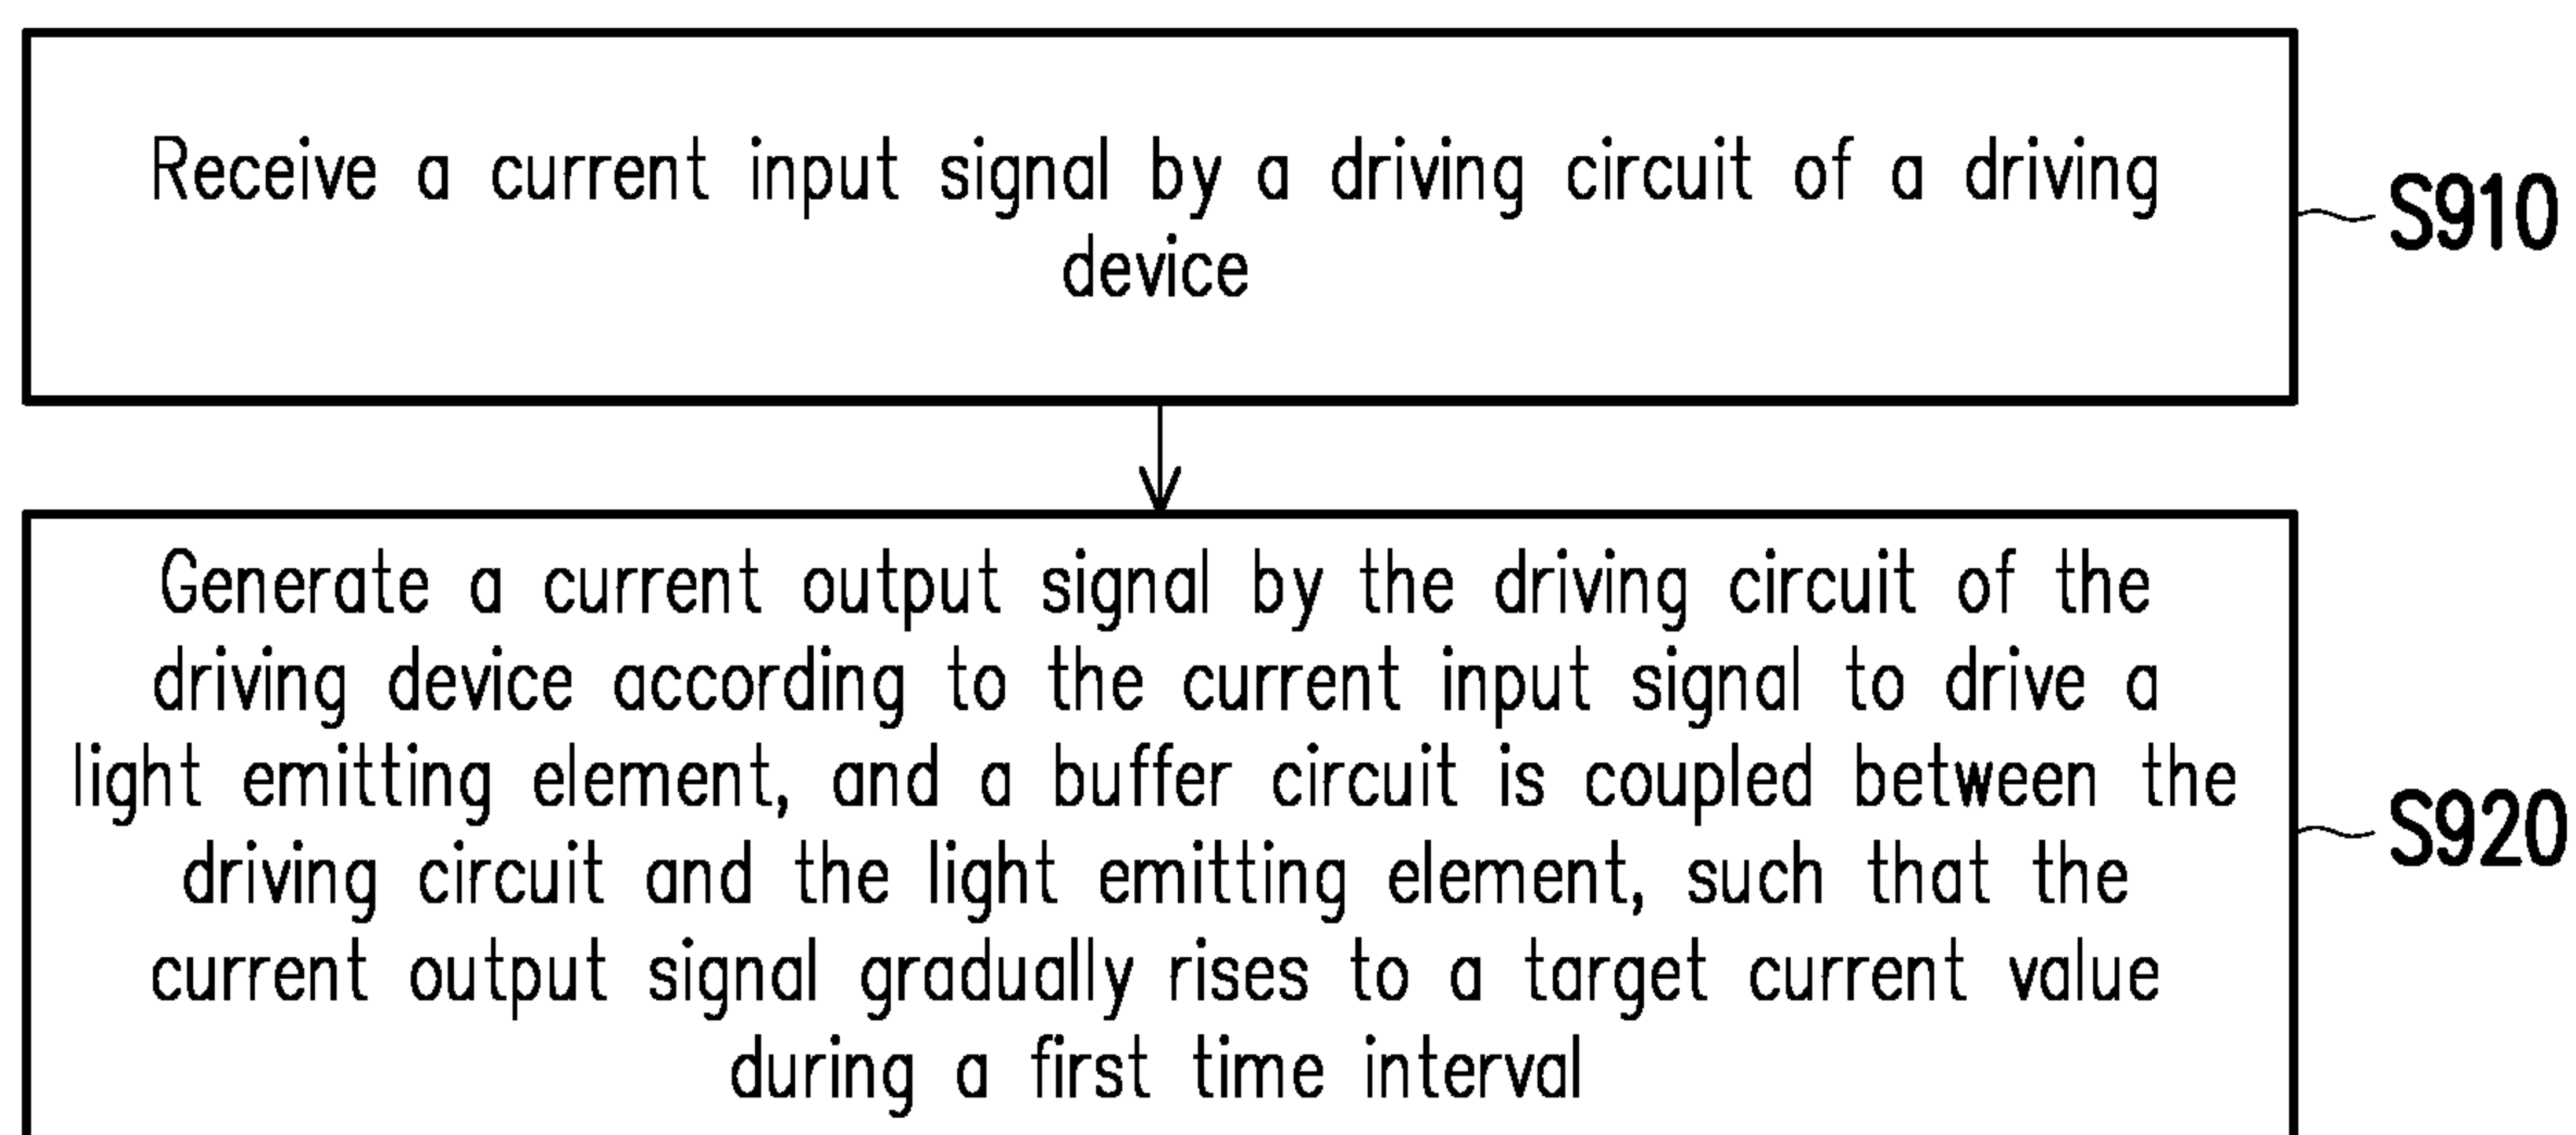 Receive a current input signal by a driving circuit of a driving
device
S910
Generate a current output signal by the driving circuit of the
driving device according to the current input signal to drive a
light emitting element, and a buffer circuit is coupled between the
driving circuit and the light emitting element, such that the
current output signal gradually rises to a target current value
during a first time interval
S920